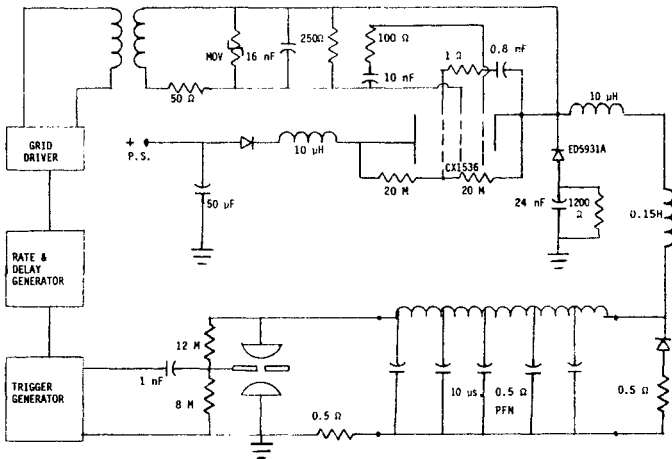 250Ω
100 Ω
1 Ω
0.8 nF
MOV
16 nF
10 nF
10 µH
50 Ω
GRID
DRIVER
+
P.S.
10 µH
CX1536
ED5931A
20 M
20 M
50 µF
24 nF
1200
Ω
0.15H
RATE &
DELAY
GENERATOR
12 M
1 nF
TRIGGER
GENERATOR
8 M
10 µs.
0.5 Ω
PFN
0.5 Ω
0.5 Ω